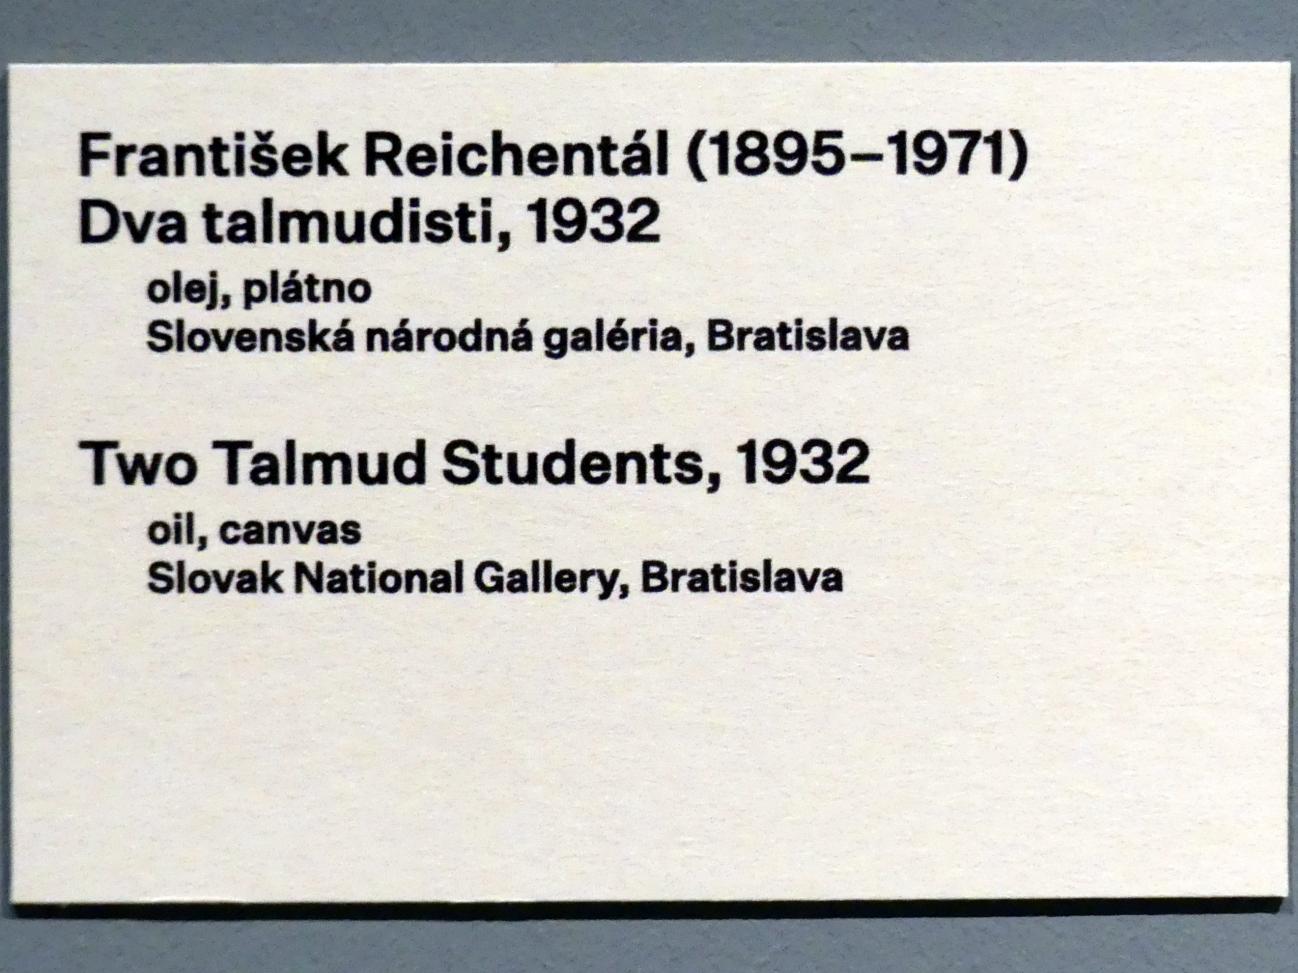 František Reichentál (1895–1971)
Dva talmudisti, 1932
olej, plátno
Slovenská národná galéria, Bratislava
Two Talmud Students, 1932
oil, canvas
Slovak National Gallery, Bratislava